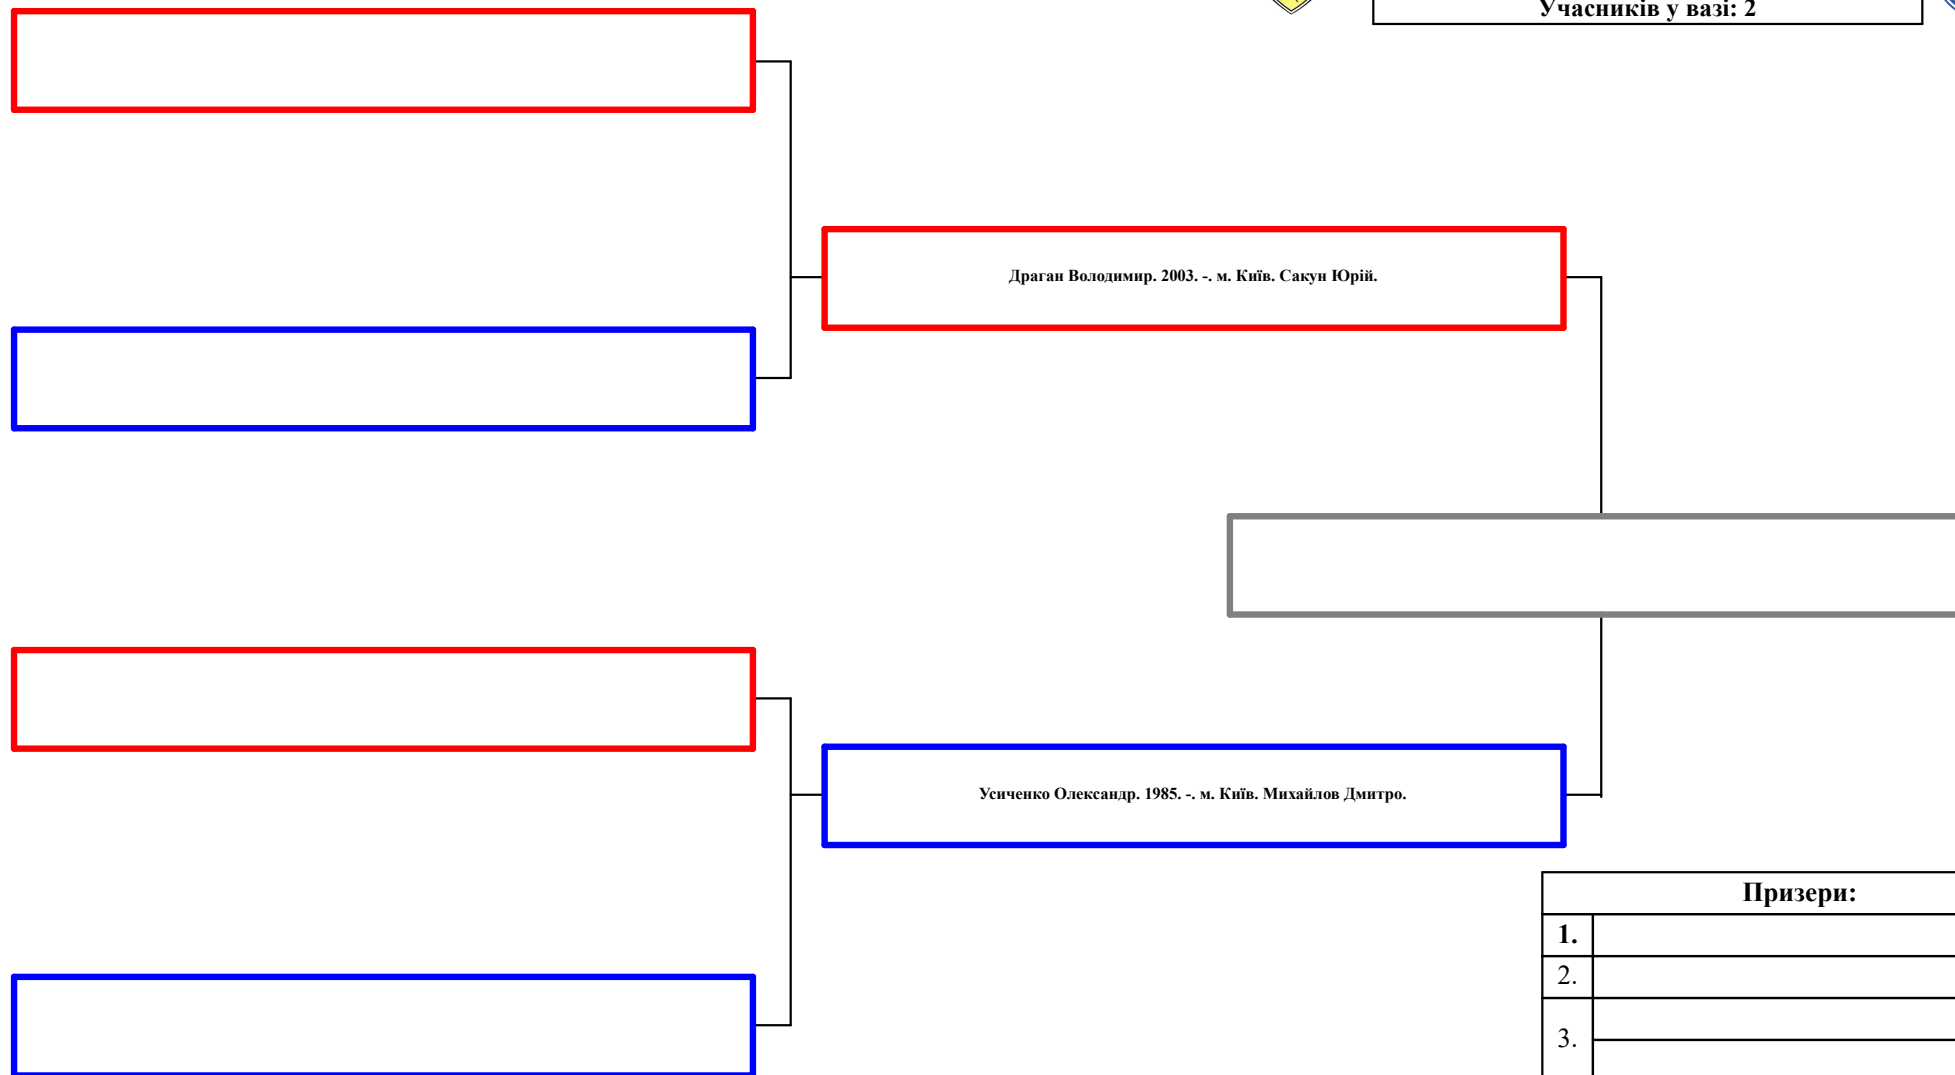 Учасників у вазі: 2
Драган Володимир. 2003. -. м. Київ. Сакун Юрій.
Усиченко Олександр. 1985. -. м. Київ. Михайлов Дмитро.
Призери:
1.
2.
3.